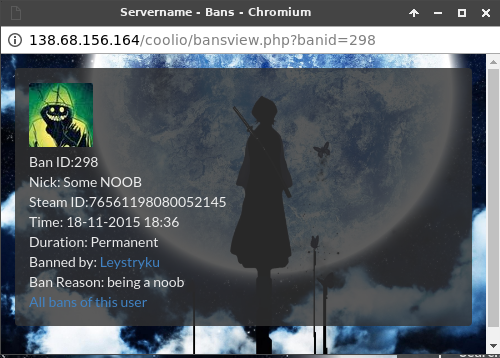 Servername - Bans - Chromium
138.68.156.164/coolio/bansview.php?banid=298
Ban ID:298
Nick: Some NOOB
Steam ID:76561198080052145
Time: 18-11-2015 18:36
Duration: Permanent
Banned by: Leystryku
Ban Reason: being a noob
All bans of this user